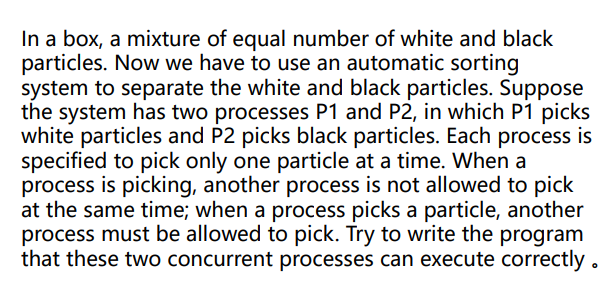 In a box, a mixture of equal number of white and black
particles. Now we have to use an automatic sorting
system to separate the white and black particles. Suppose
the system has two processes P1 and P2, in which P1 picks
white particles and P2 picks black particles. Each process is
specified to pick only one particle at a time. When a
process is picking, another process is not allowed to pick
at the same time; when a process picks a particle, another
process must be allowed to pick. Try to write the program
that these two concurrent processes can execute correctly 。